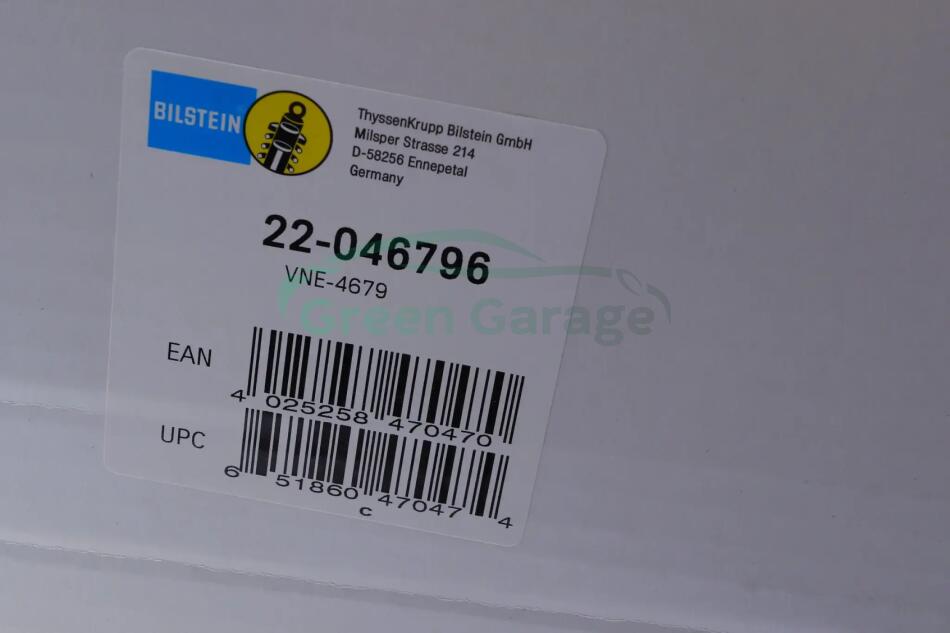 BILSTEIN
ThyssenKrupp Bilstein GmbH
Milsper Strasse 214
D-58256 Ennepetal
Germany
22-046796
VNE-4679
Green Garage
EAN
4 025258 470470
UPC
6 51860 47047 4
c